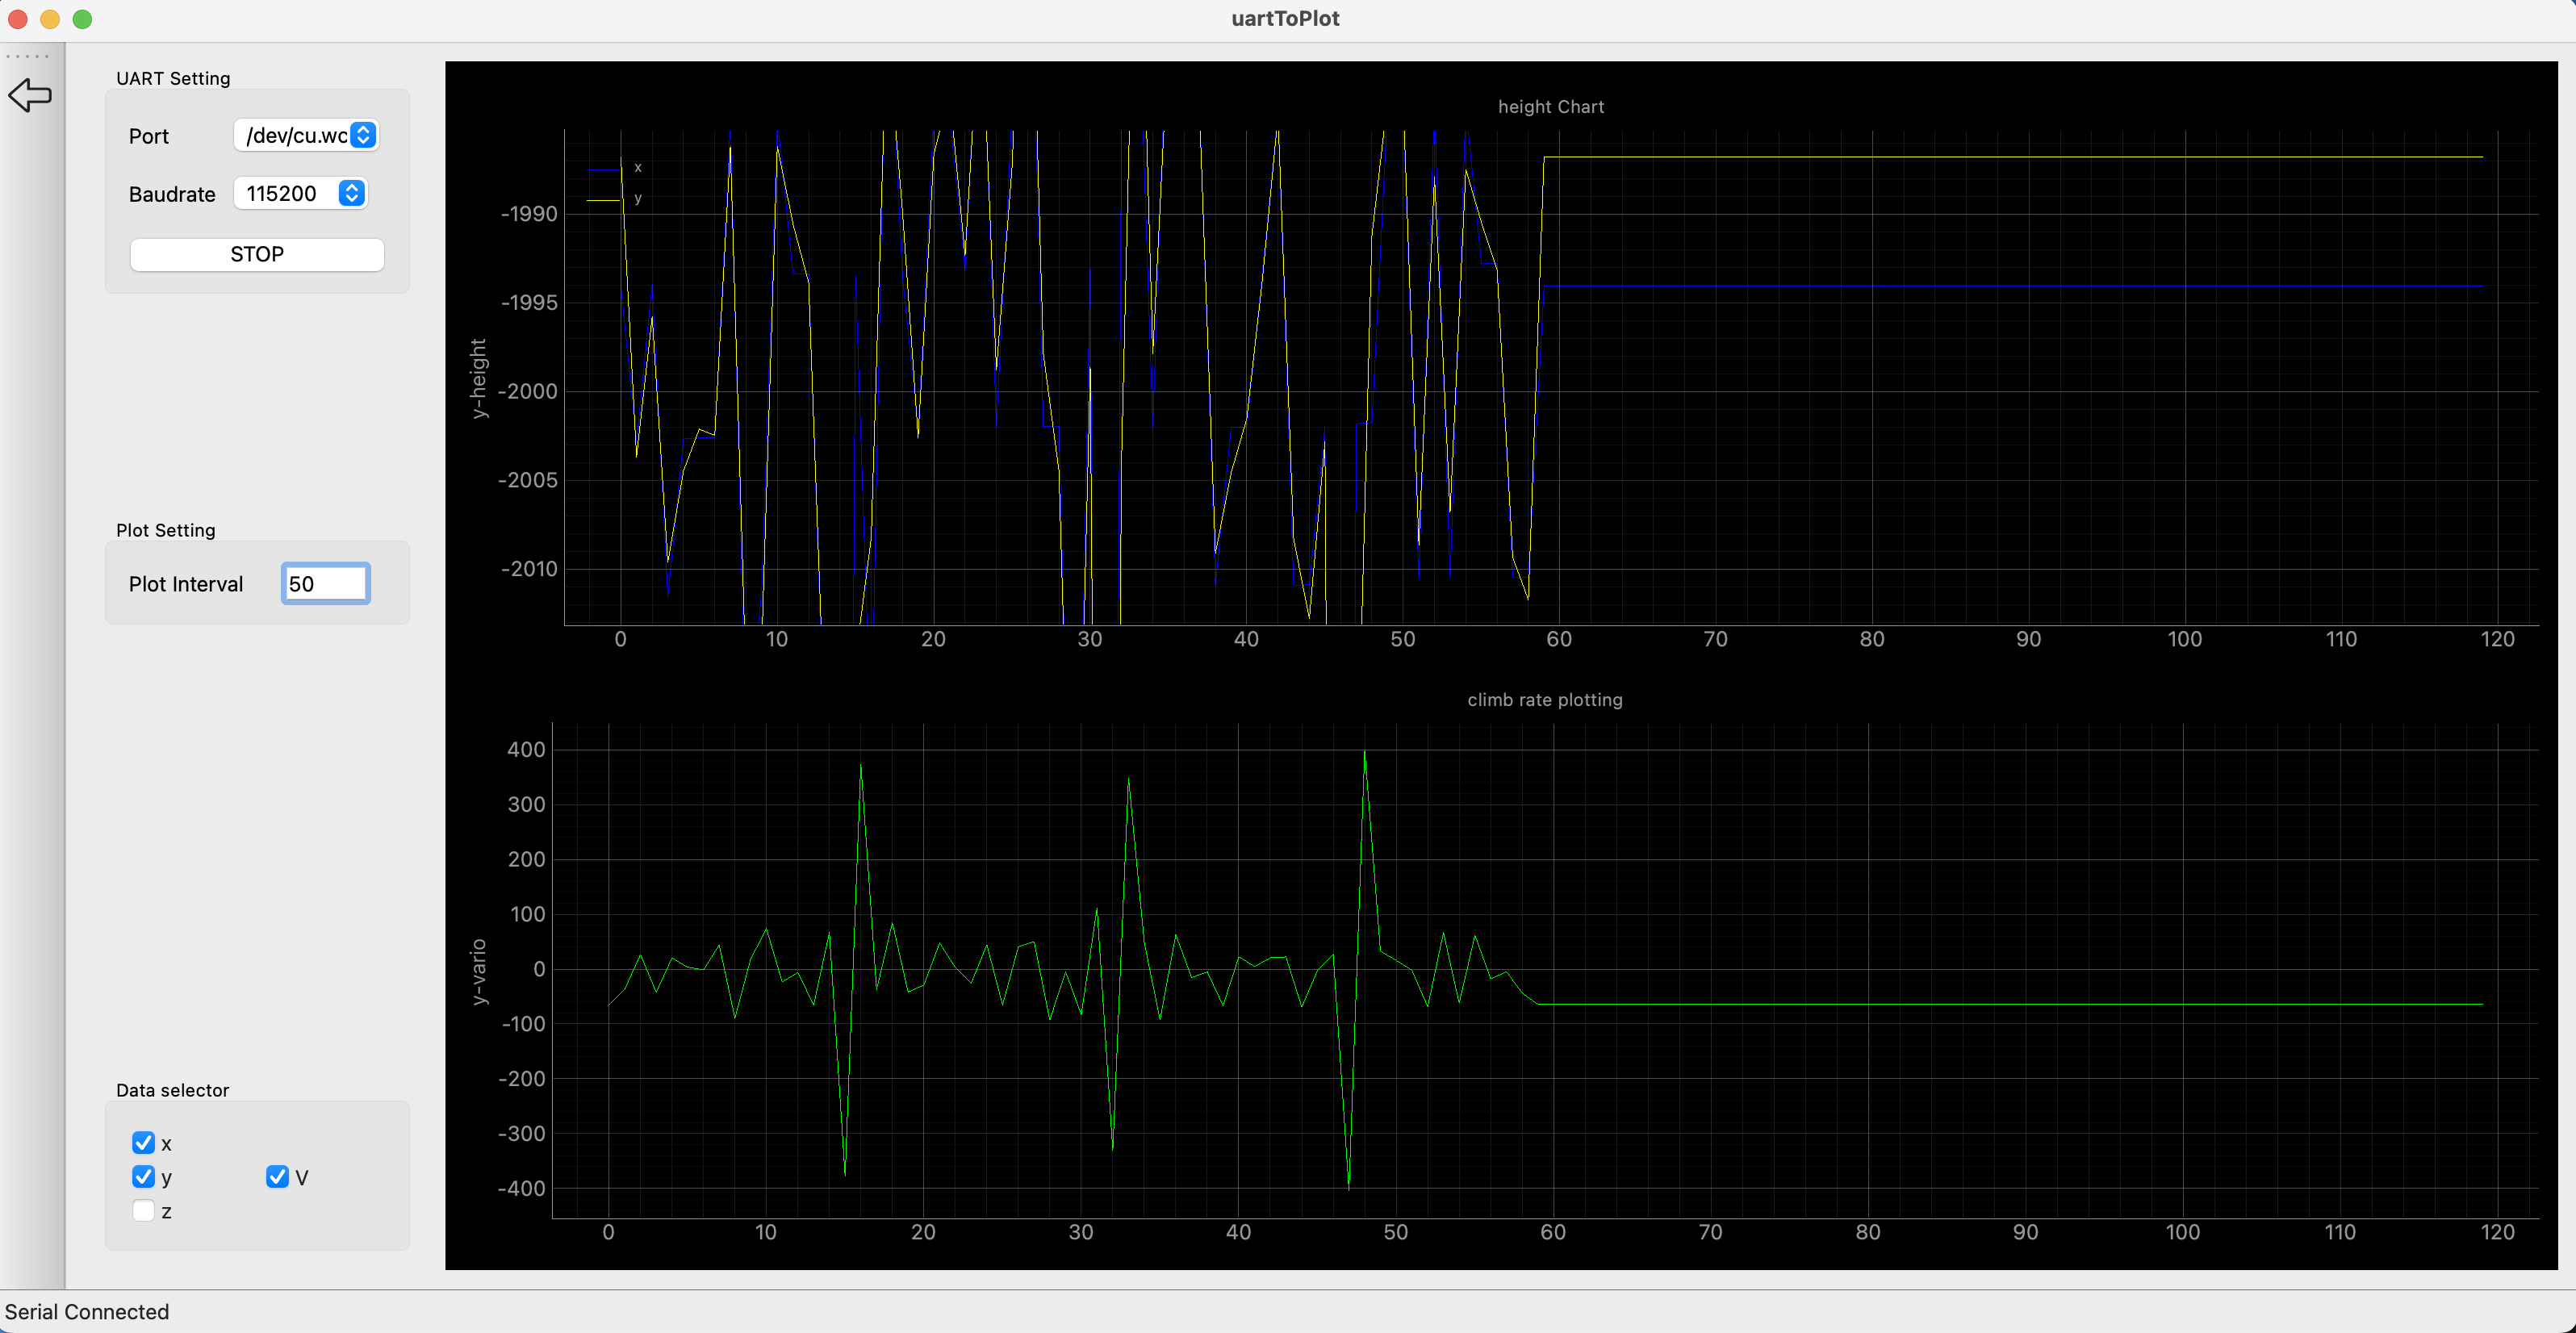 uartToPlot
UART Setting
Port /dev/cu.wc
Baudrate 115200
STOP
Plot Setting
Plot Interval 50
Data selector
x
y V
z
height Chart
x
y
y-height
-1990
-1995
-2000
-2005
-2010
0 10 20 30 40 50 60 70 80 90 100 110 120
climb rate plotting
y-vario
400
300
200
100
0
-100
-200
-300
-400
0 10 20 30 40 50 60 70 80 90 100 110 120
Serial Connected